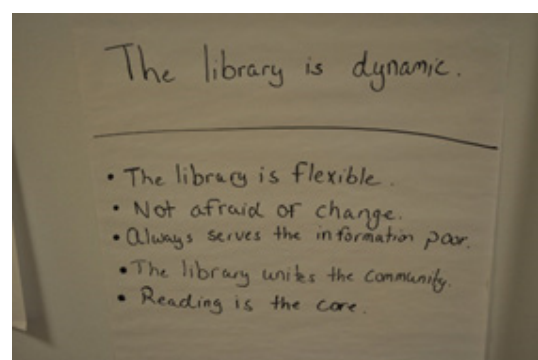 The library is dynamic.
• The library is flexible.
• Not afraid of change.
• Always serves the information poor.
• The library unites the community.
• Reading is the core.